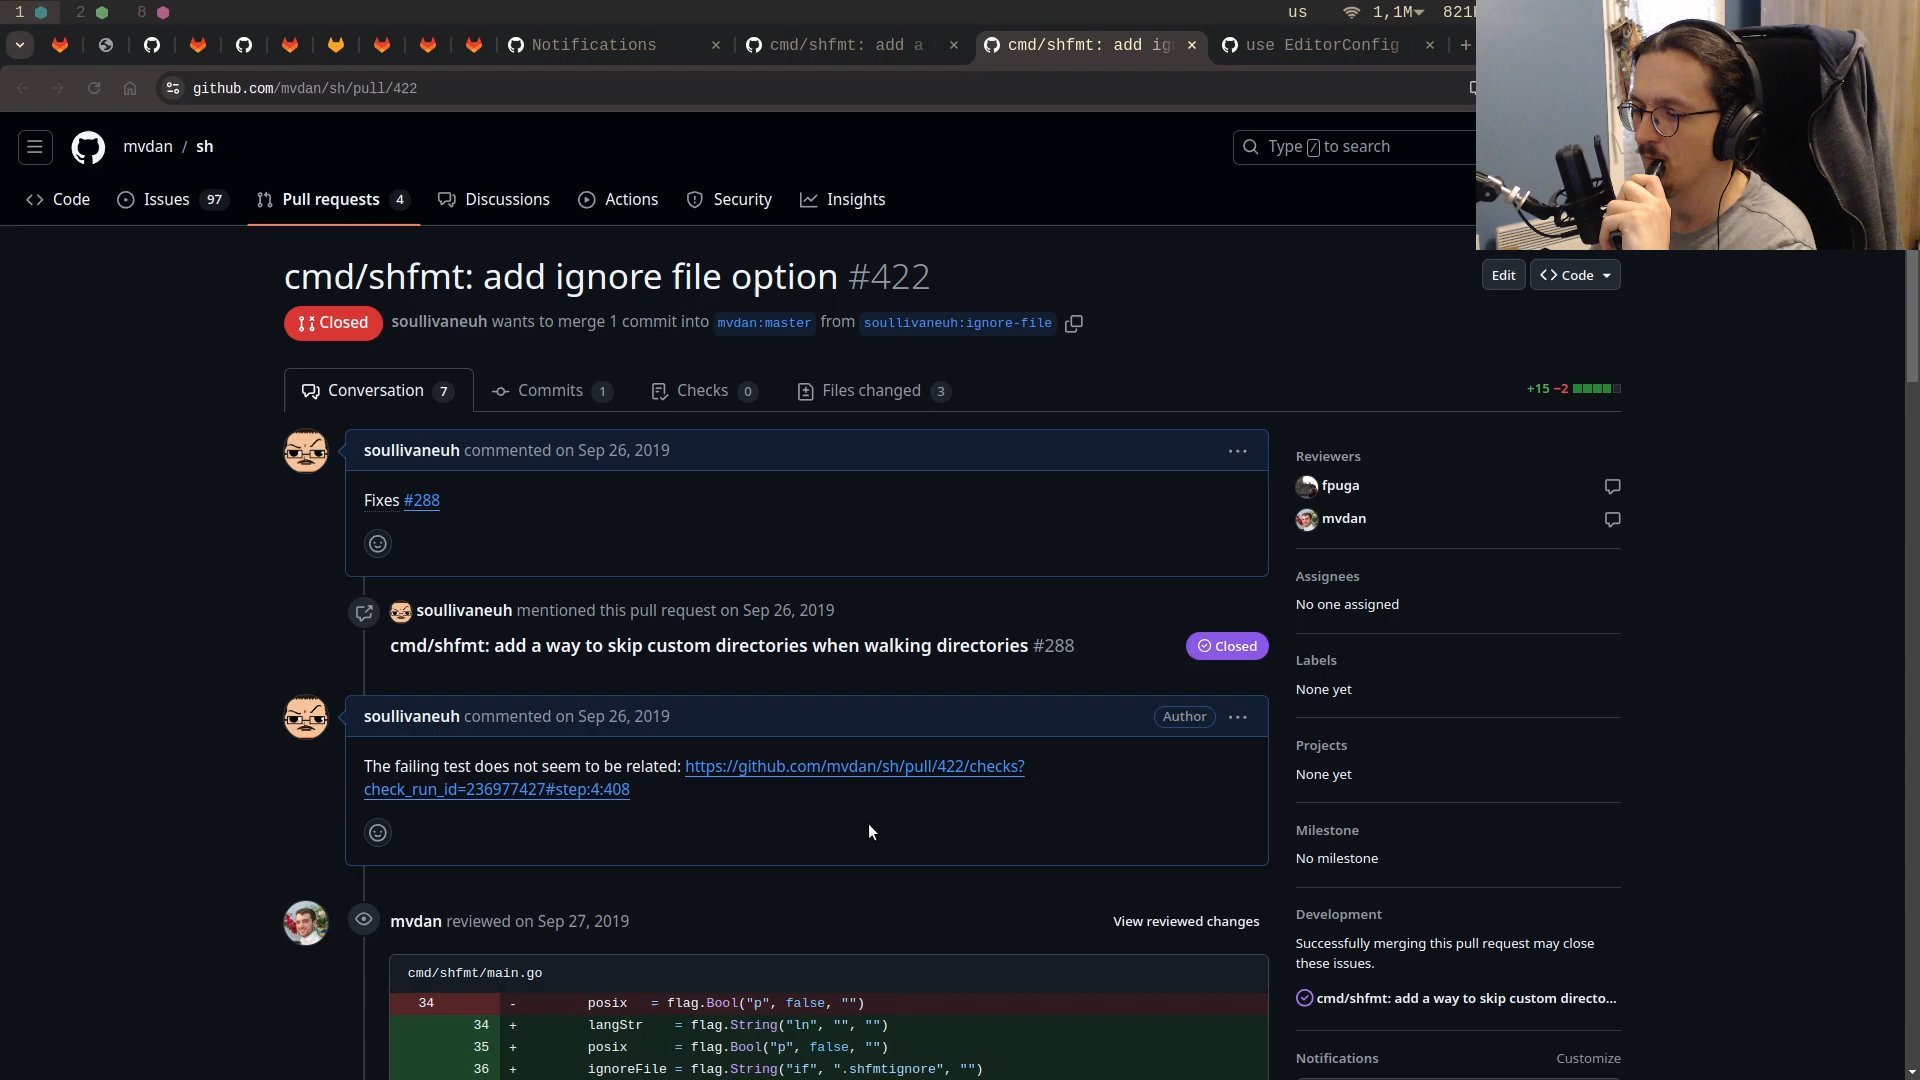 1 2 8 us 1,1M 821
Notifications
cmd/shfmt: add a
cmd/shfmt: add ig
use EditorConfig
github.com/mvdan/sh/pull/422
mvdan / sh
Type / to search
Code
Issues 97
Pull requests 4
Discussions
Actions
Security
Insights
cmd/shfmt: add ignore file option #422
Edit
Code
Closed
soullivaneuh wants to merge 1 commit into mvdan:master from soullivaneuh:ignore-file
Conversation 7
Commits 1
Checks 0
Files changed 3
+15 −2
soullivaneuh commented on Sep 26, 2019
Fixes #288
soullivaneuh mentioned this pull request on Sep 26, 2019
cmd/shfmt: add a way to skip custom directories when walking directories #288
Closed
soullivaneuh commented on Sep 26, 2019
Author
The failing test does not seem to be related: https://github.com/mvdan/sh/pull/422/checks?
check_run_id=236977427#step:4:408
mvdan reviewed on Sep 27, 2019
View reviewed changes
cmd/shfmt/main.go
34 - posix = flag.Bool("p", false, "")
34 + langStr = flag.String("ln", "", "")
35 + posix = flag.Bool("p", false, "")
36 + ignoreFile = flag.String("if", ".shfmtignore", "")
Reviewers
fpuga
mvdan
Assignees
No one assigned
Labels
None yet
Projects
None yet
Milestone
No milestone
Development
Successfully merging this pull request may close
these issues.
cmd/shfmt: add a way to skip custom directo...
Notifications
Customize